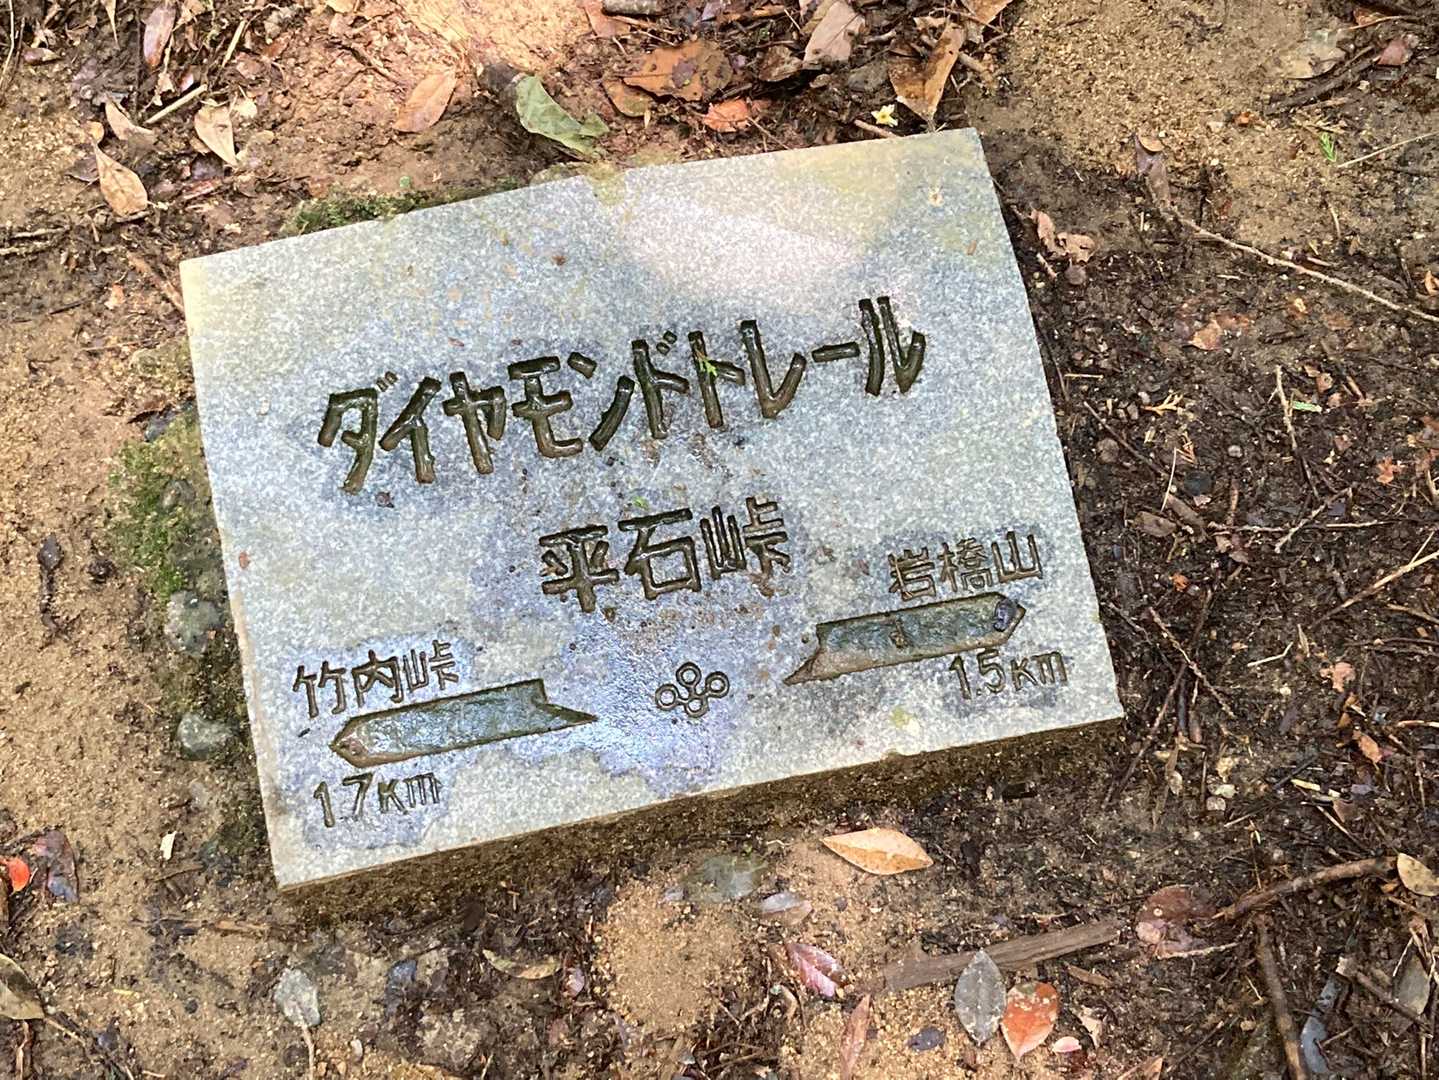 ダイヤモンドトレール
平石峠
岩橋山
1.5Km
竹内峠
1.7Km